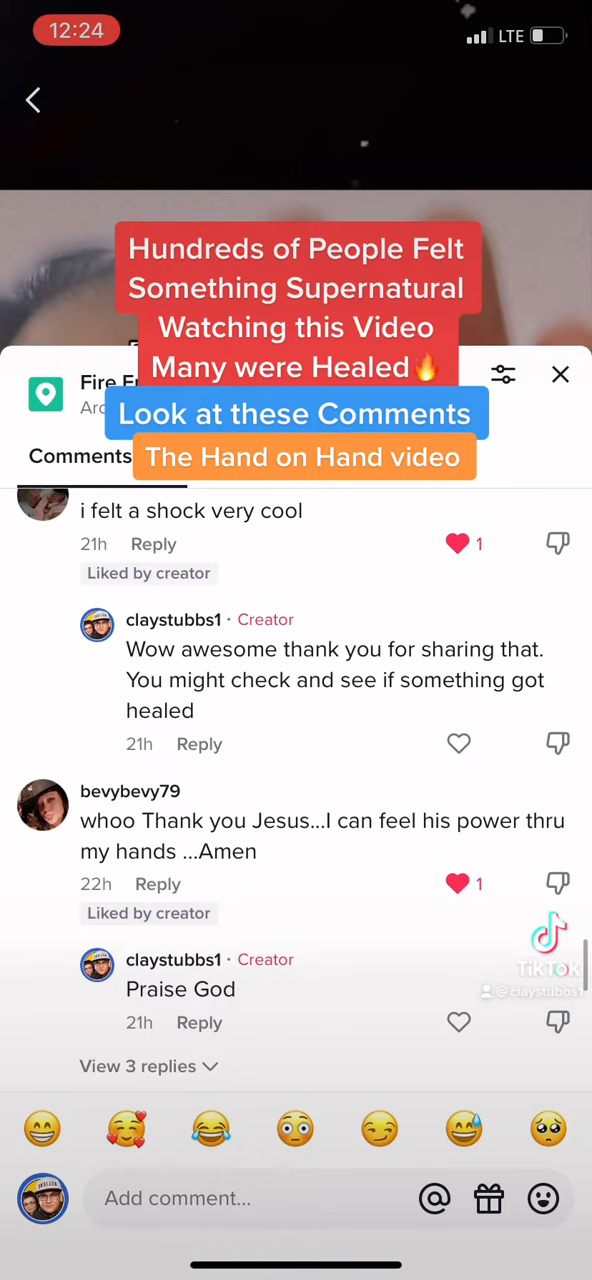 12:24
LTE
Hundreds of People Felt
Something Supernatural
Watching this Video
Many were Healed🔥
Look at these Comments
The Hand on Hand video
Fire
Comments
i felt a shock very cool
21h Reply
1
Liked by creator
claystubbs1 · Creator
Wow awesome thank you for sharing that.
You might check and see if something got
healed
21h Reply
bevybevy79
whoo Thank you Jesus...I can feel his power thru
my hands ...Amen
22h Reply
1
Liked by creator
claystubbs1 · Creator
Praise God
21h Reply
TikTok
@claystubbs1
View 3 replies
Add comment...